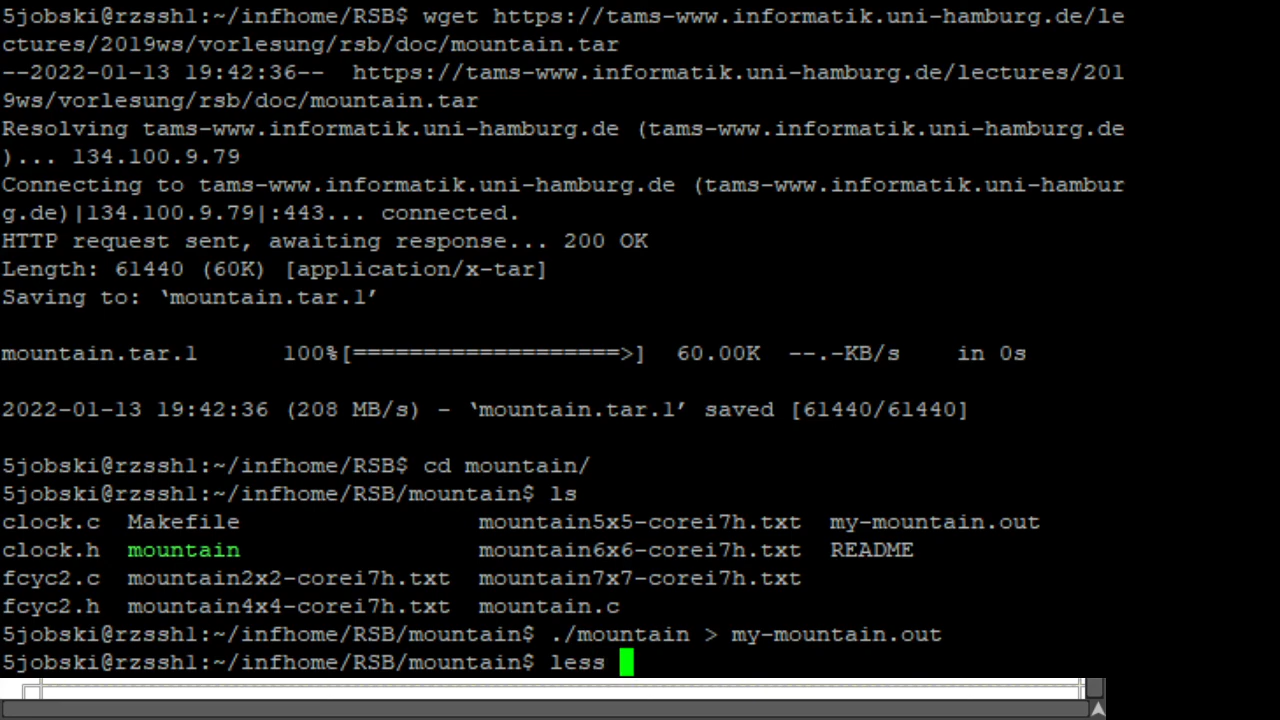 5jobski@rzssh1:~/infhome/RSB$ wget https://tams-www.informatik.uni-hamburg.de/le
ctures/2019ws/vorlesung/rsb/doc/mountain.tar
--2022-01-13 19:42:36--  https://tams-www.informatik.uni-hamburg.de/lectures/201
9ws/vorlesung/rsb/doc/mountain.tar
Resolving tams-www.informatik.uni-hamburg.de (tams-www.informatik.uni-hamburg.de
)... 134.100.9.79
Connecting to tams-www.informatik.uni-hamburg.de (tams-www.informatik.uni-hambur
g.de)|134.100.9.79|:443... connected.
HTTP request sent, awaiting response... 200 OK
Length: 61440 (60K) [application/x-tar]
Saving to: ‘mountain.tar.1’
mountain.tar.1      100%[===================>]  60.00K  --.-KB/s    in 0s
2022-01-13 19:42:36 (208 MB/s) - ‘mountain.tar.1’ saved [61440/61440]
5jobski@rzssh1:~/infhome/RSB$ cd mountain/
5jobski@rzssh1:~/infhome/RSB/mountain$ ls
clock.c  Makefile                 mountain5x5-corei7h.txt  my-mountain.out
clock.h  mountain                 mountain6x6-corei7h.txt  README
fcyc2.c  mountain2x2-corei7h.txt  mountain7x7-corei7h.txt
fcyc2.h  mountain4x4-corei7h.txt  mountain.c
5jobski@rzssh1:~/infhome/RSB/mountain$ ./mountain > my-mountain.out
5jobski@rzssh1:~/infhome/RSB/mountain$ less